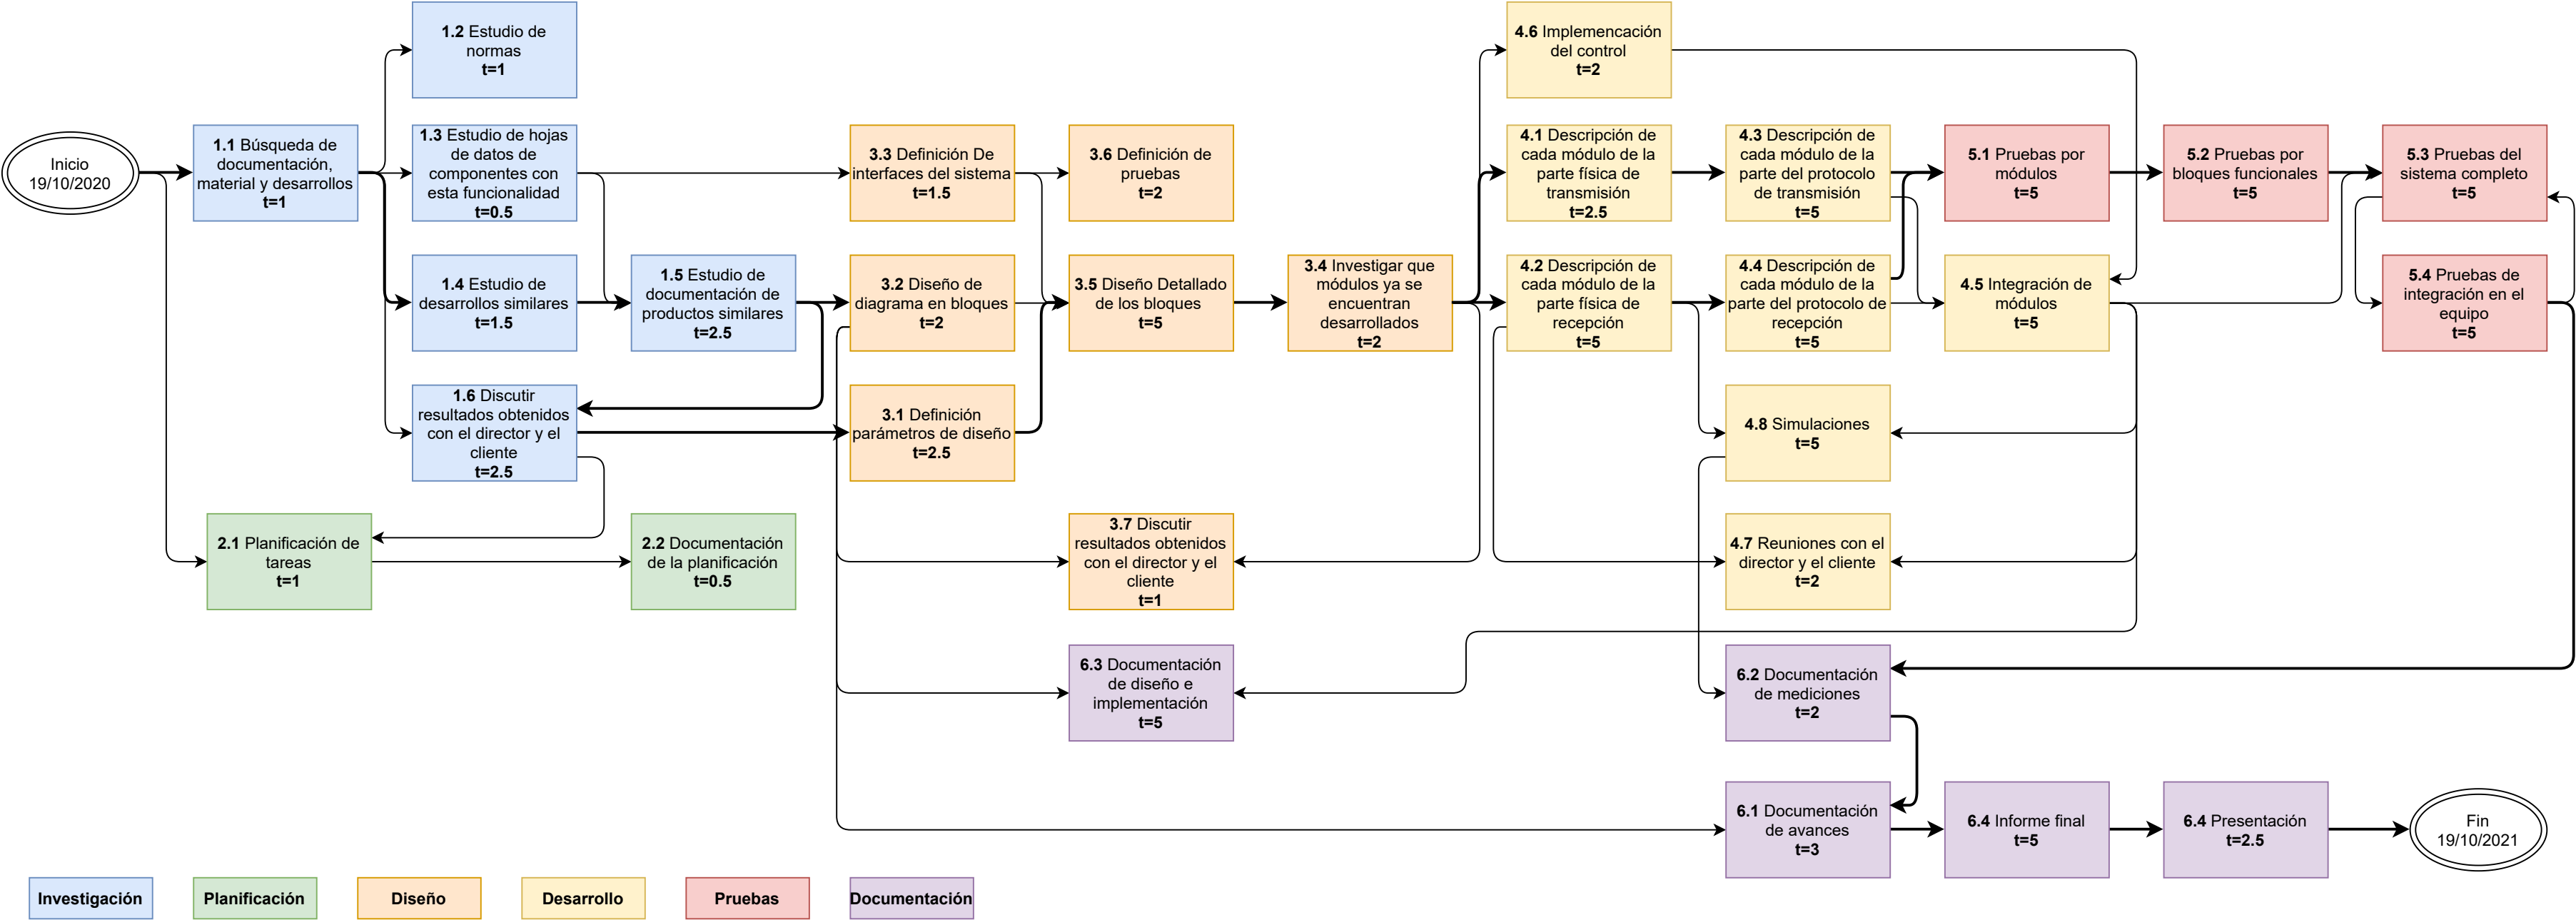 1.2 Estudio de
normas
t=1
4.6 Implemencación
del control
t=2
Inicio
19/10/2020
1.1 Búsqueda de
documentación,
material y desarrollos
t=1
1.3 Estudio de hojas
de datos de
componentes con
esta funcionalidad
t=0.5
3.3 Definición De
interfaces del sistema
t=1.5
3.6 Definición de
pruebas
t=2
4.1 Descripción de
cada módulo de la
parte física de
transmisión
t=2.5
4.3 Descripción de
cada módulo de la
parte del protocolo
de transmisión
t=5
5.1 Pruebas por
módulos
t=5
5.2 Pruebas por
bloques funcionales
t=5
5.3 Pruebas del
sistema completo
t=5
1.4 Estudio de
desarrollos similares
t=1.5
1.5 Estudio de
documentación de
productos similares
t=2.5
3.2 Diseño de
diagrama en bloques
t=2
3.5 Diseño Detallado
de los bloques
t=5
3.4 Investigar que
módulos ya se
encuentran
desarrollados
t=2
4.2 Descripción de
cada módulo de la
parte física de
recepción
t=5
4.4 Descripción de
cada módulo de la
parte del protocolo de
recepción
t=5
4.5 Integración de
módulos
t=5
5.4 Pruebas de
integración en el
equipo
t=5
1.6 Discutir
resultados obtenidos
con el director y el
cliente
t=2.5
3.1 Definición
parámetros de diseño
t=2.5
4.8 Simulaciones
t=5
2.1 Planificación de
tareas
t=1
2.2 Documentación
de la planificación
t=0.5
3.7 Discutir
resultados obtenidos
con el director y el
cliente
t=1
4.7 Reuniones con el
director y el cliente
t=2
6.3 Documentación
de diseño e
implementación
t=5
6.2 Documentación
de mediciones
t=2
6.1 Documentación
de avances
t=3
6.4 Informe final
t=5
6.4 Presentación
t=2.5
Fin
19/10/2021
Investigación
Planificación
Diseño
Desarrollo
Pruebas
Documentación